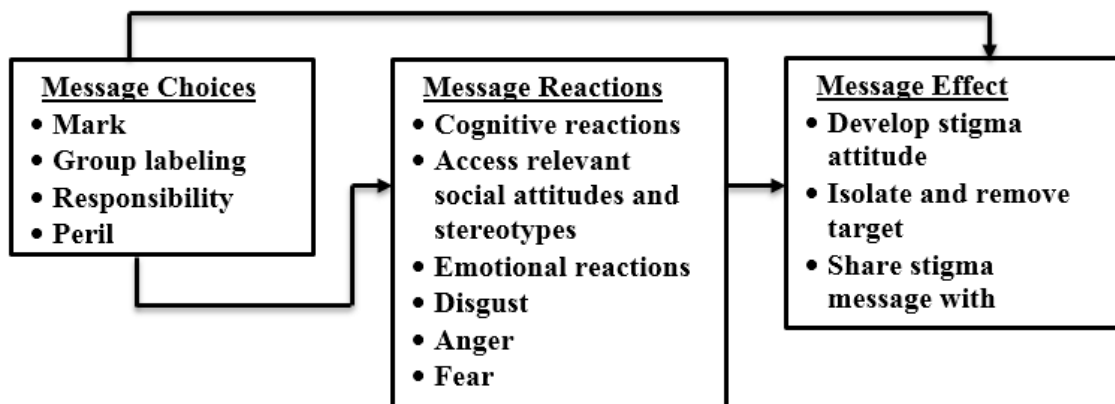 Message Choices
• Mark
• Group labeling
• Responsibility
• Peril
Message Reactions
• Cognitive reactions
• Access relevant
social attitudes and
stereotypes
• Emotional reactions
• Disgust
• Anger
• Fear
Message Effect
• Develop stigma
attitude
• Isolate and remove
target
• Share stigma
message with